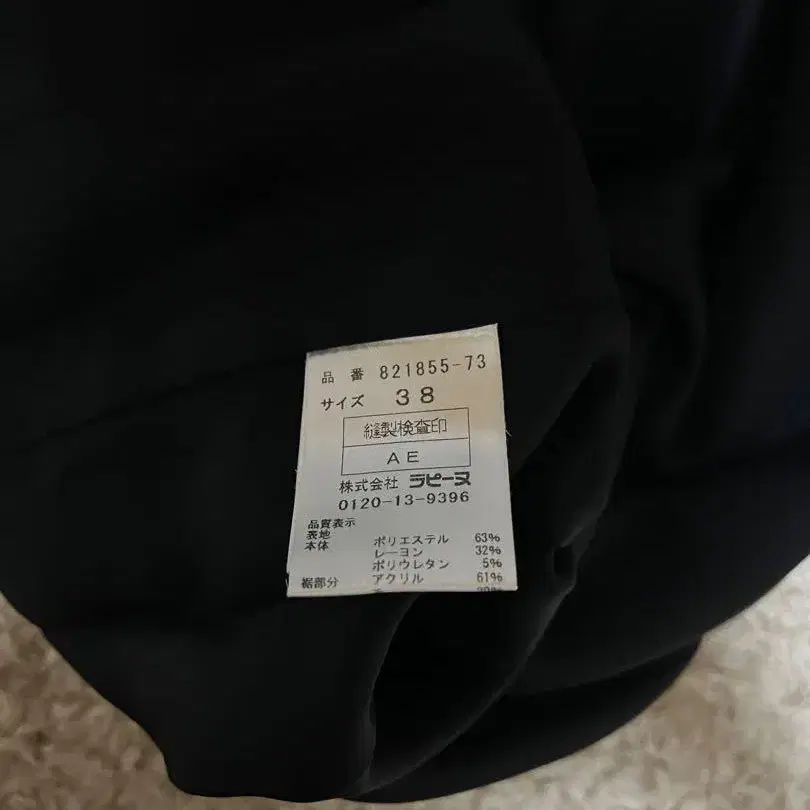 品番 821855-73
サイズ 38
縫製検査印
AE
株式会社 ラピーヌ
0120-13-9396
品質表示
表地
本体 ポリエステル 63%
レーヨン 32%
ポリウレタン 5%
裾部分 アクリル 61%